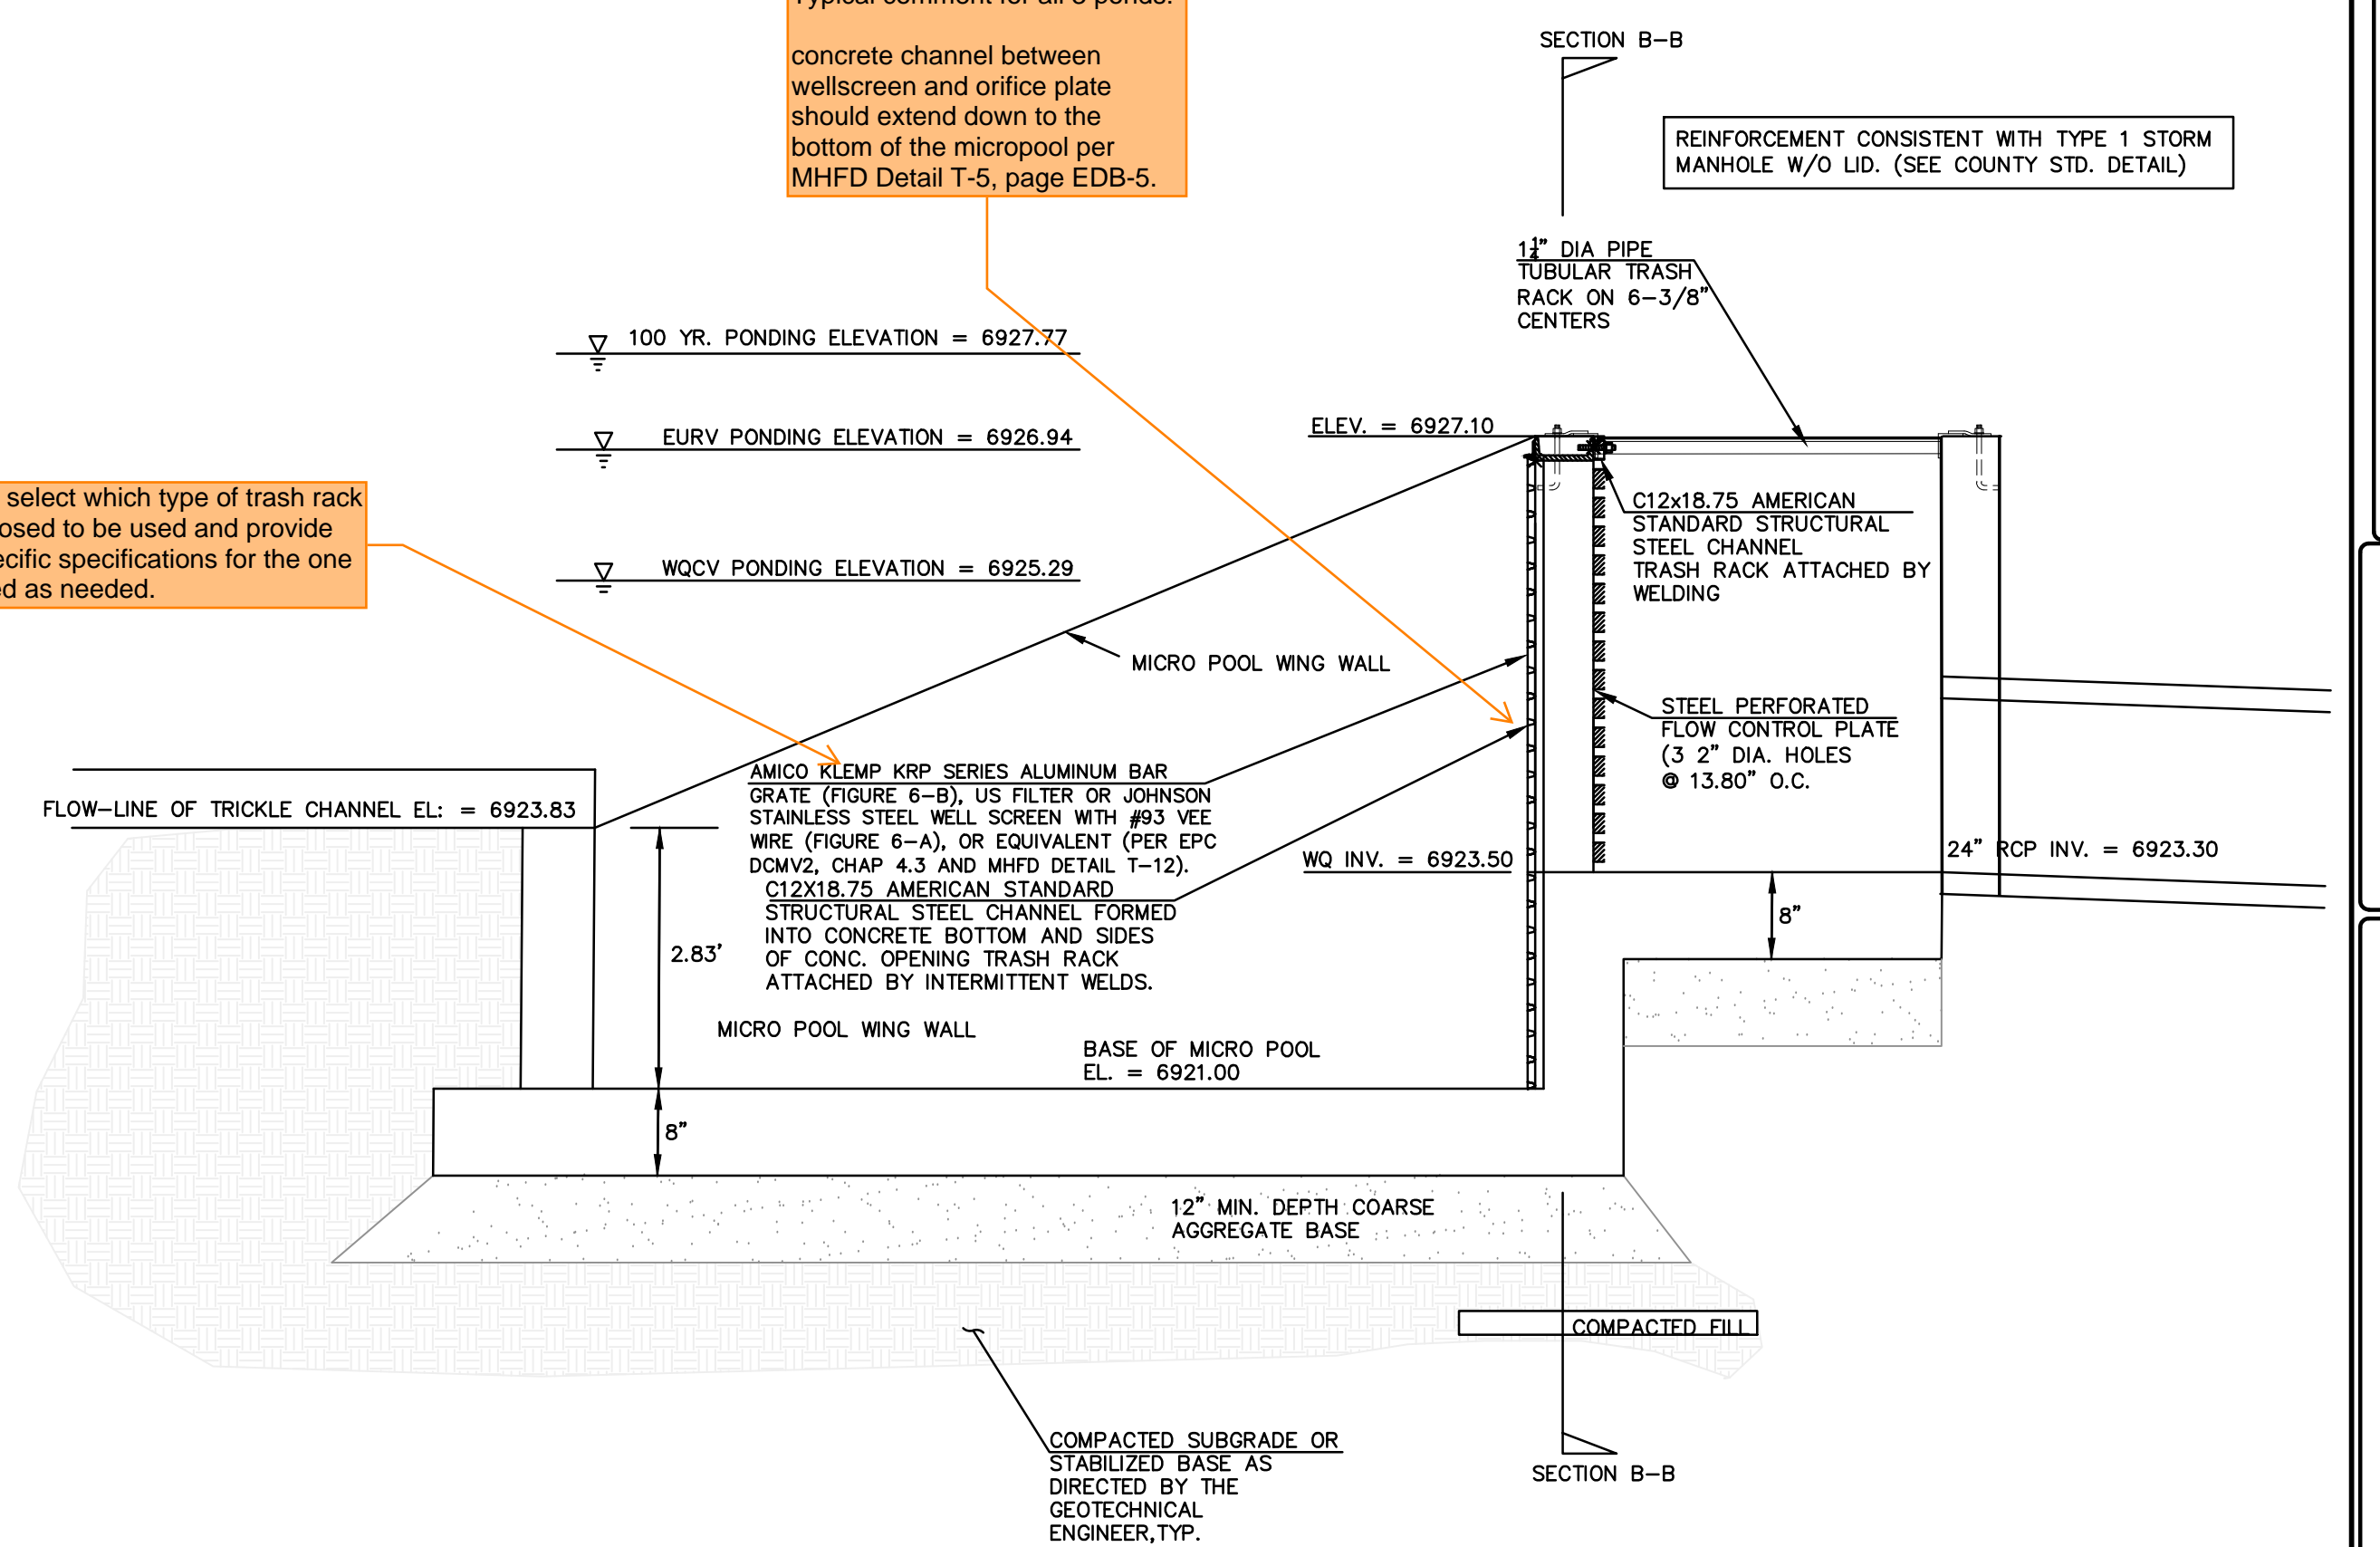 Typical comment for all 3 ponds.
concrete channel between
wellscreen and orifice plate
should extend down to the
bottom of the micropool per
MHFD Detail T-5, page EDB-5.
SECTION B-B
REINFORCEMENT CONSISTENT WITH TYPE 1 STORM
MANHOLE W/O LID. (SEE COUNTY STD. DETAIL)
1¼" DIA PIPE
TUBULAR TRASH
RACK ON 6-3/8"
CENTERS
100 YR. PONDING ELEVATION = 6927.77
EURV PONDING ELEVATION = 6926.94
ELEV. = 6927.10
select which type of trash rack
osed to be used and provide
ecific specifications for the one
ed as needed.
C12x18.75 AMERICAN
STANDARD STRUCTURAL
STEEL CHANNEL
TRASH RACK ATTACHED BY
WELDING
WQCV PONDING ELEVATION = 6925.29
MICRO POOL WING WALL
STEEL PERFORATED
FLOW CONTROL PLATE
(3 2" DIA. HOLES
@ 13.80" O.C.
AMICO KLEMP KRP SERIES ALUMINUM BAR
GRATE (FIGURE 6-B), US FILTER OR JOHNSON
STAINLESS STEEL WELL SCREEN WITH #93 VEE
WIRE (FIGURE 6-A), OR EQUIVALENT (PER EPC
DCMV2, CHAP 4.3 AND MHFD DETAIL T-12).
FLOW-LINE OF TRICKLE CHANNEL EL: = 6923.83
WQ INV. = 6923.50
24" RCP INV. = 6923.30
C12X18.75 AMERICAN STANDARD
STRUCTURAL STEEL CHANNEL FORMED
INTO CONCRETE BOTTOM AND SIDES
OF CONC. OPENING TRASH RACK
ATTACHED BY INTERMITTENT WELDS.
8"
2.83'
MICRO POOL WING WALL
BASE OF MICRO POOL
EL. = 6921.00
8"
12" MIN. DEPTH COARSE
AGGREGATE BASE
COMPACTED FILL
COMPACTED SUBGRADE OR
STABILIZED BASE AS
DIRECTED BY THE
GEOTECHNICAL
ENGINEER,TYP.
SECTION B-B